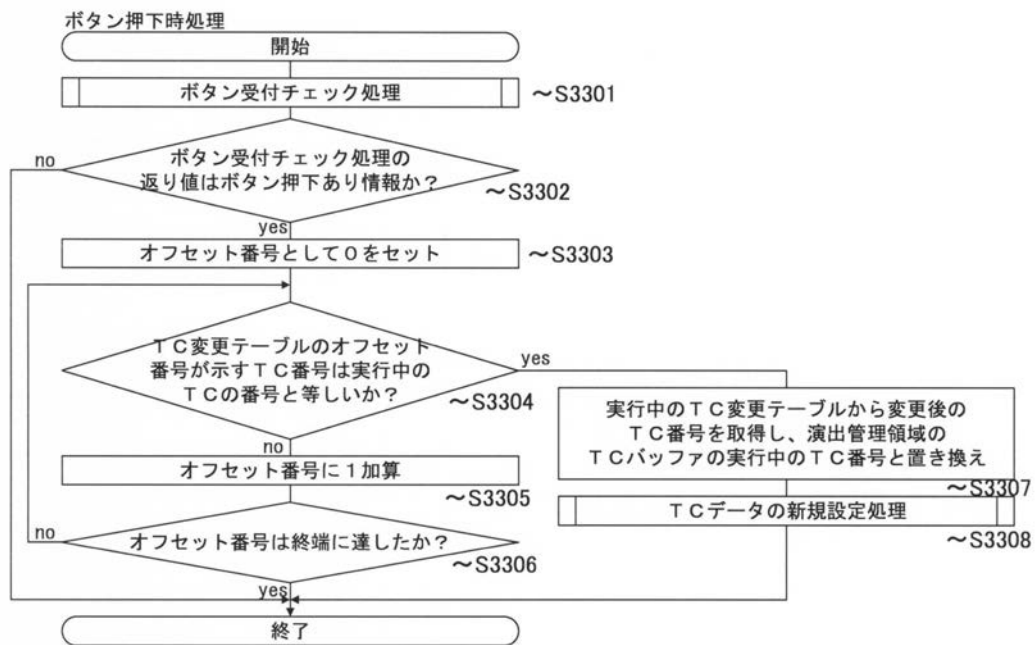 ボタン押下時処理
開始
ボタン受付チェック処理
～S3301
ボタン受付チェック処理の
返り値はボタン押下あり情報か？
no
～S3302
yes
オフセット番号として０をセット
～S3303
ＴＣ変更テーブルのオフセット
番号が示すＴＣ番号は実行中の
ＴＣの番号と等しいか？
yes
～S3304
no
実行中のＴＣ変更テーブルから変更後の
ＴＣ番号を取得し、演出管理領域の
ＴＣバッファの実行中のＴＣ番号と置き換え
～S3307
オフセット番号に１加算
～S3305
ＴＣデータの新規設定処理
～S3308
no
オフセット番号は終端に達したか？
～S3306
yes
終了